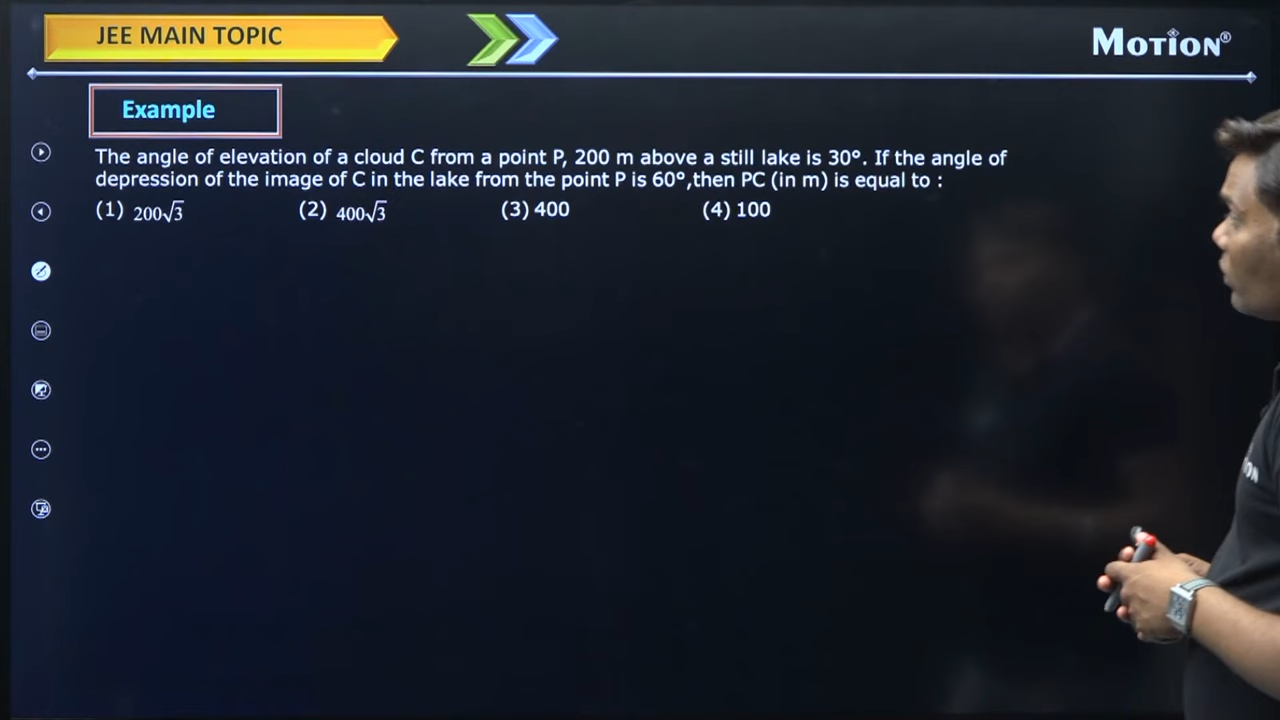 JEE MAIN TOPIC
MOTION®
Example
The angle of elevation of a cloud C from a point P, 200 m above a still lake is 30°. If the angle of
depression of the image of C in the lake from the point P is 60°,then PC (in m) is equal to :
(1) 200√3 (2) 400√3 (3) 400 (4) 100